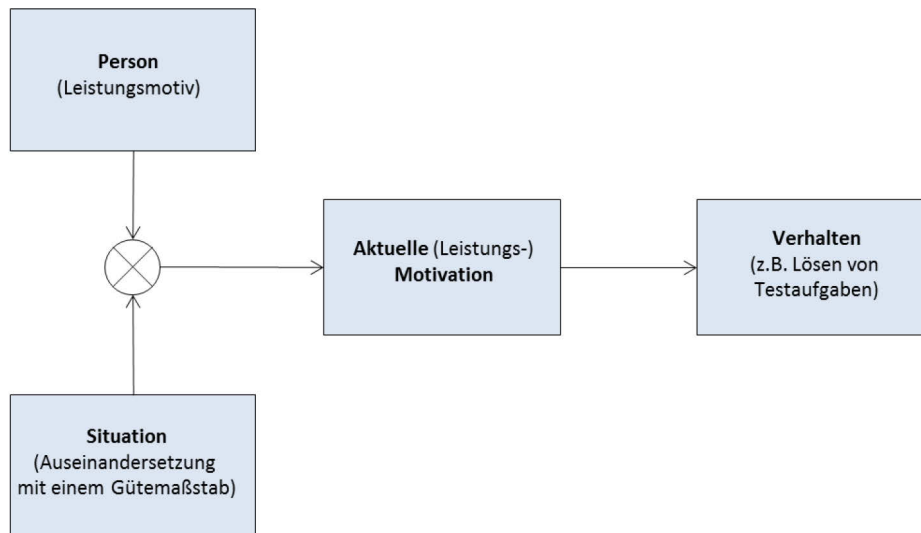 Person
(Leistungsmotiv)
Aktuelle (Leistungs-)
Motivation
Verhalten
(z.B. Lösen von
Testaufgaben)
Situation
(Auseinandersetzung
mit einem Gütemaßstab)